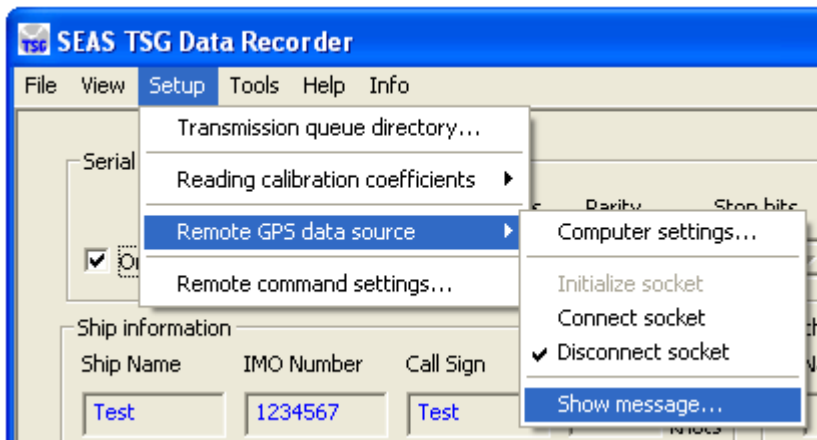 TSG SEAS TSG Data Recorder
File View Setup Tools Help Info
Transmission queue directory...
Serial
Reading calibration coefficients
Parity Stop bits
Remote GPS data source
Computer settings...
Remote command settings...
Initialize socket
Ship information
Connect socket
Ship Name IMO Number Call Sign
Disconnect socket
Test 1234567 Test
Show message...
Knots